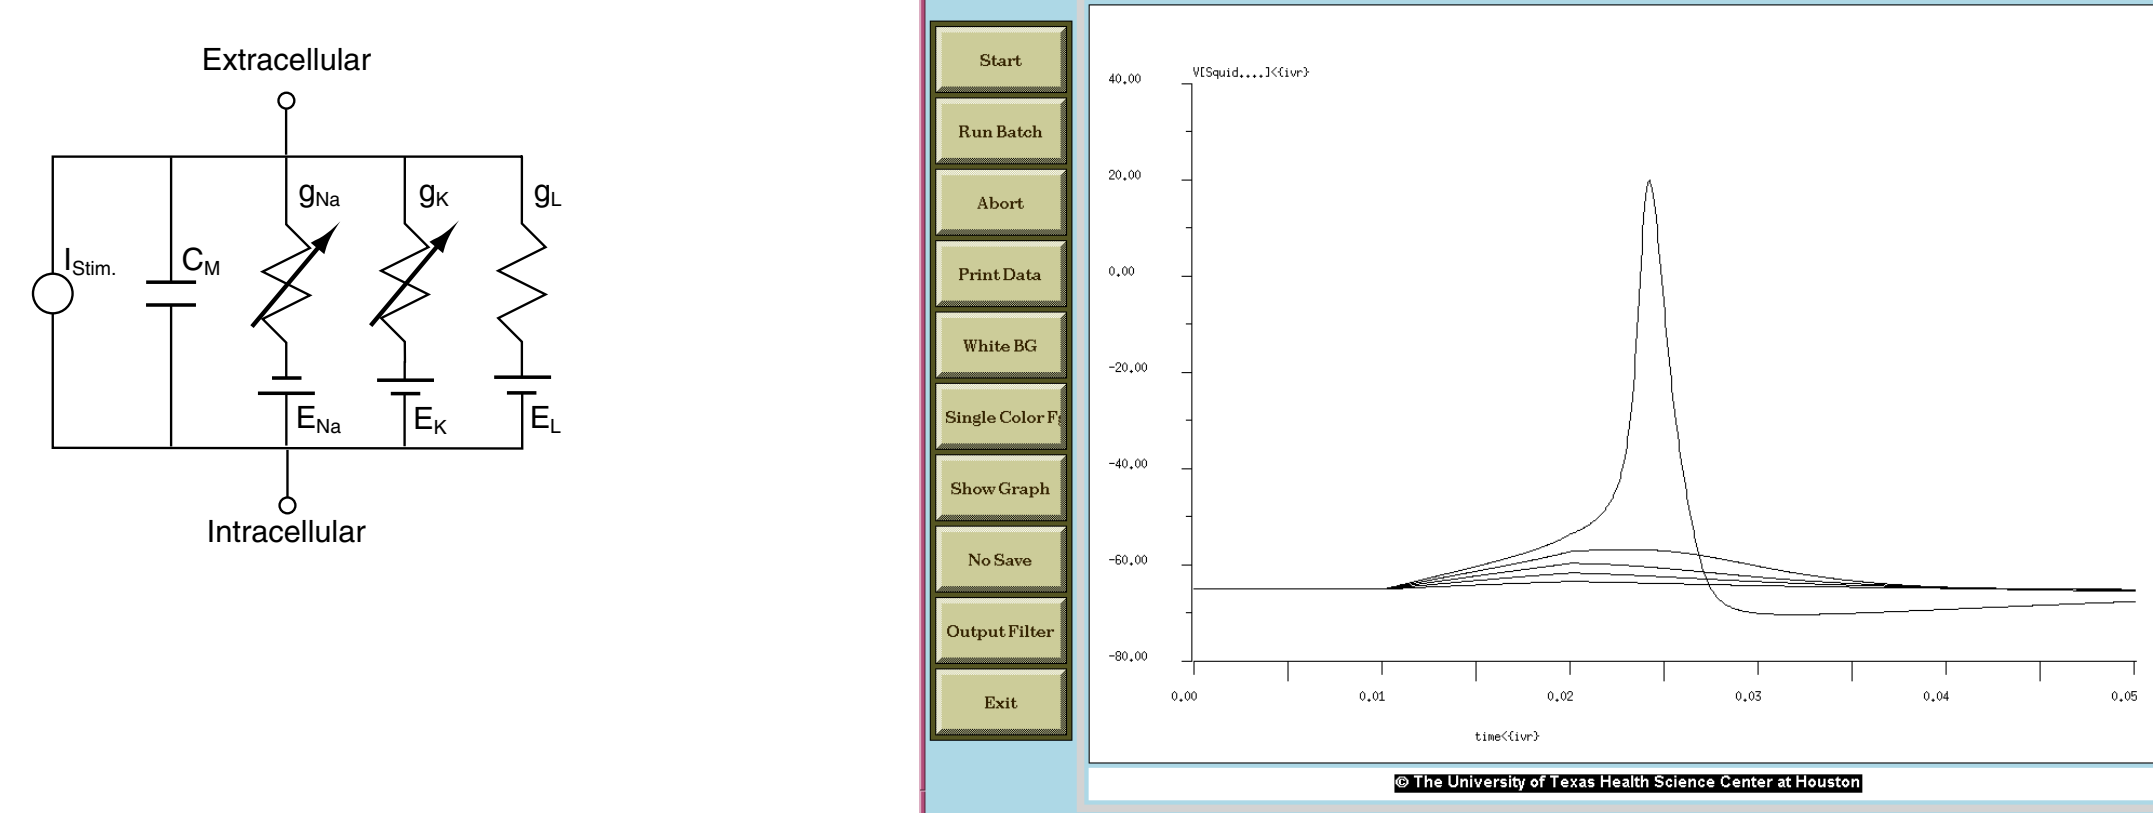 Extracellular
gNa
gK
gL
IStim.
CM
ENa
EK
EL
Intracellular
Start
Run Batch
Abort
Print Data
White BG
Single Color F
Show Graph
No Save
Output Filter
Exit
V[Squid....]<{ivr}
40.00
20.00
0.00
-20.00
-40.00
-60.00
-80.00
0.00 0.01 0.02 0.03 0.04 0.05
time<{ivr}
© The University of Texas Health Science Center at Houston